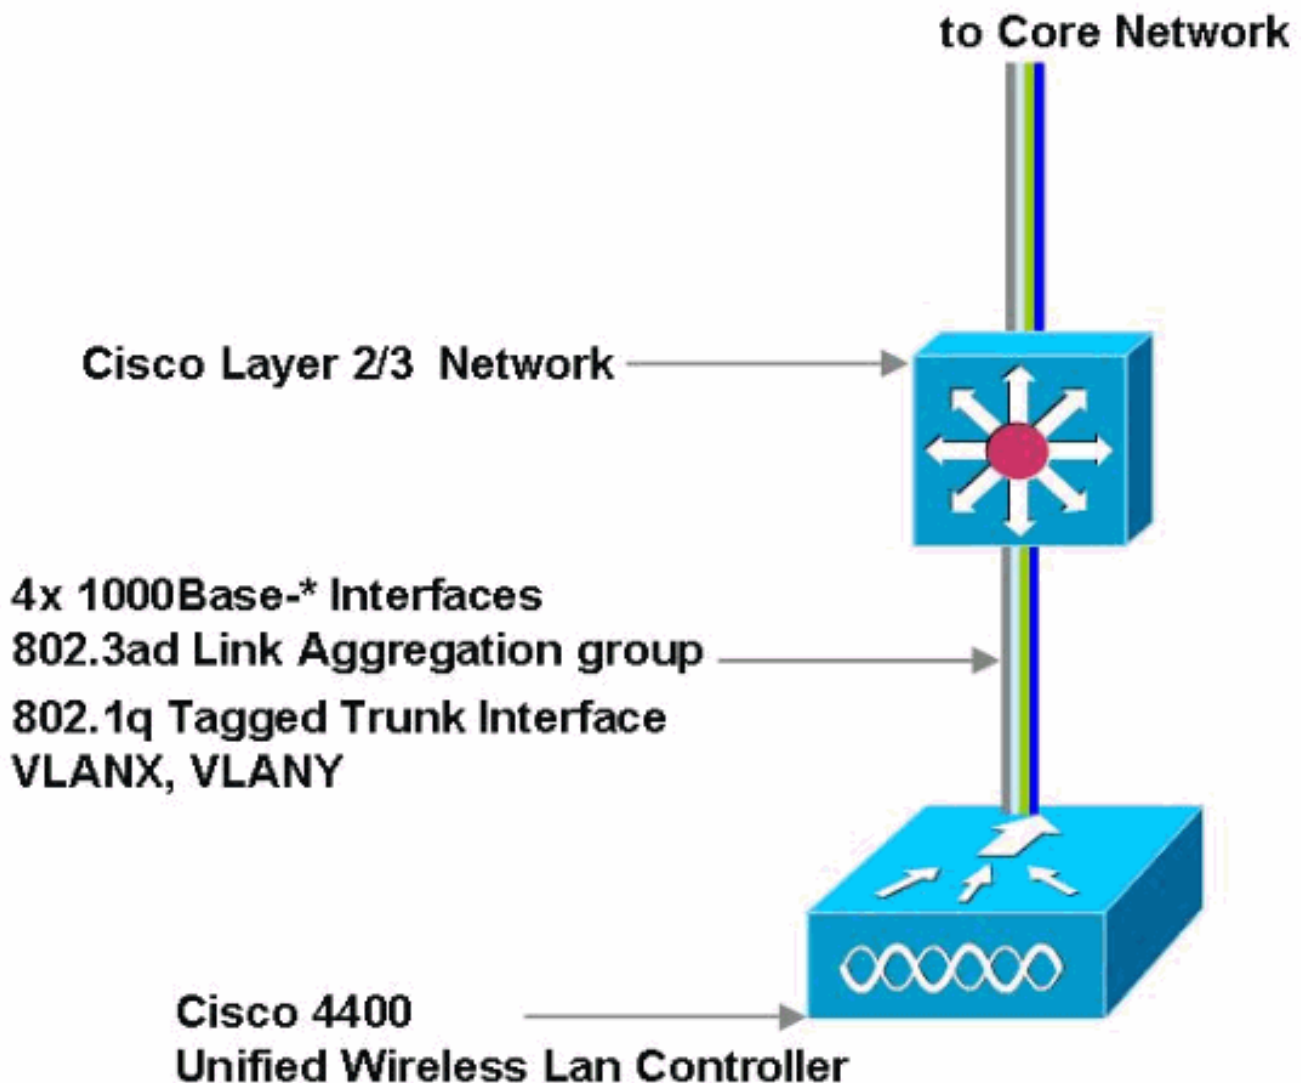 to Core Network
Cisco Layer 2/3 Network
4x 1000Base-* Interfaces
802.3ad Link Aggregation group
802.1q Tagged Trunk Interface
VLANX, VLANY
Cisco 4400
Unified Wireless Lan Controller